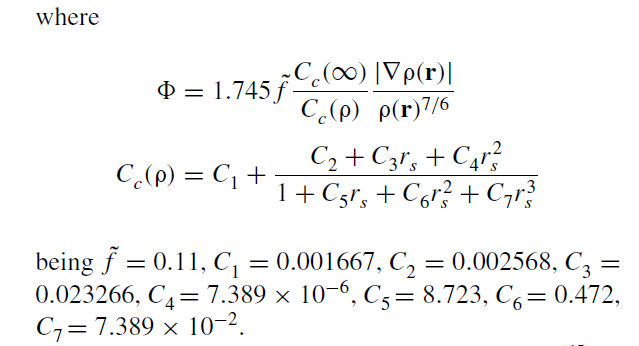 where
Φ = 1.745 f̃ C_c(∞)/C_c(ρ) |∇ρ(r)|/ρ(r)^{7/6}
C_c(ρ) = C_1 + (C_2 + C_3 r_s + C_4 r_s^2)/(1 + C_5 r_s + C_6 r_s^2 + C_7 r_s^3)
being f̃ = 0.11, C_1 = 0.001667, C_2 = 0.002568, C_3 =
0.023266, C_4 = 7.389 × 10^{−6}, C_5 = 8.723, C_6 = 0.472,
C_7 = 7.389 × 10^{−2}.